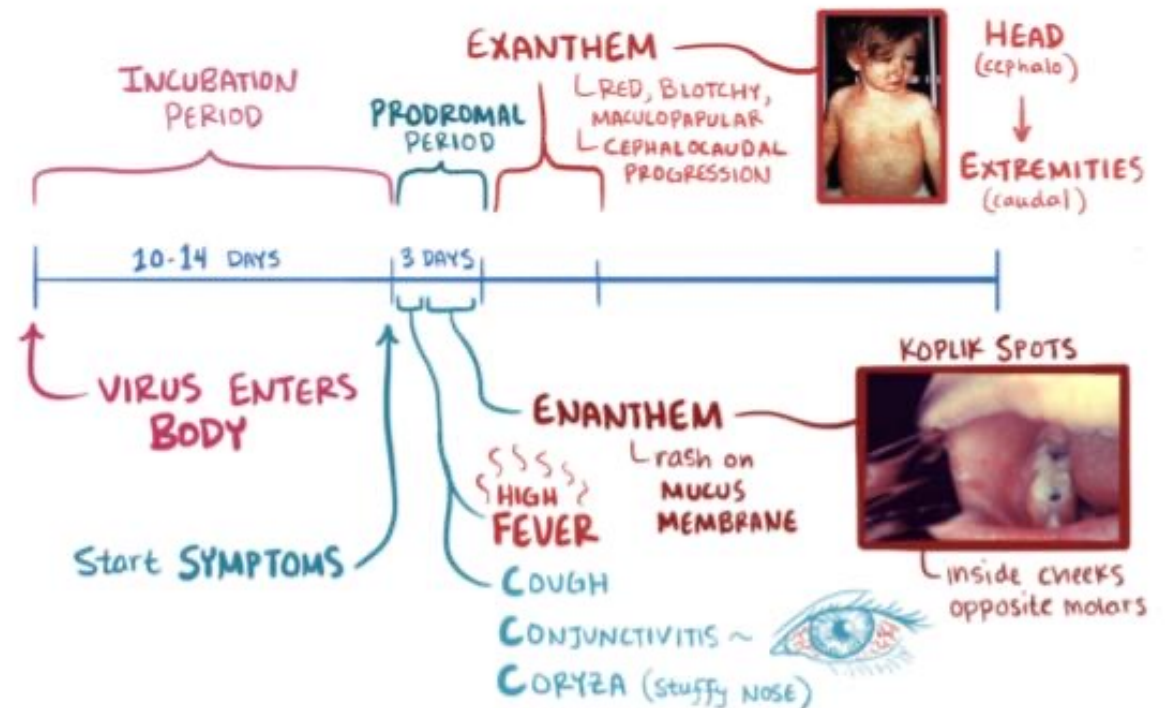 INCUBATION
PERIOD
PRODROMAL
PERIOD
EXANTHEM
RED, BLOTCHY,
MACULOPAPULAR
CEPHALOCAUDAL
PROGRESSION
HEAD
(cephalo)
EXTREMITIES
(caudal)
10-14 DAYS
3 DAYS
VIRUS ENTERS
BODY
Start SYMPTOMS
ENANTHEM
rash on
MUCUS
MEMBRANE
HIGH
FEVER
COUGH
CONJUNCTIVITIS ~
CORYZA (stuffy NOSE)
KOPLIK SPOTS
inside cheeks
opposite molars